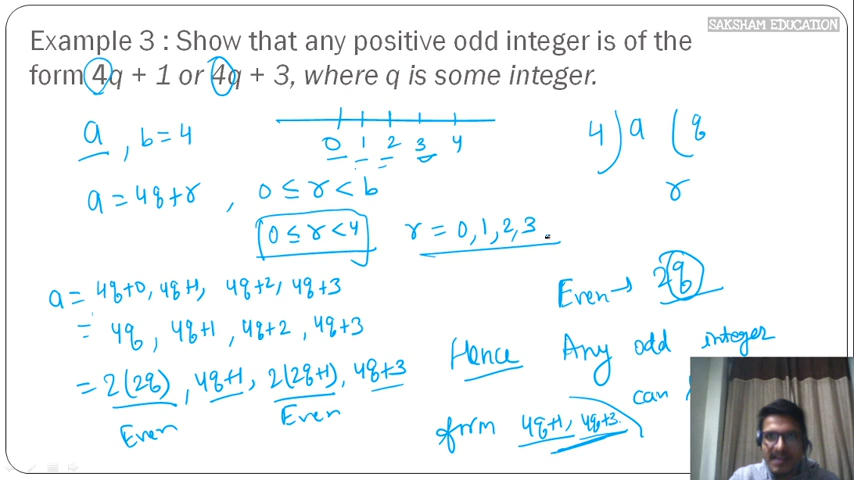 SAKSHAM EDUCATION
Example 3 : Show that any positive odd integer is of the
form 4q + 1 or 4q + 3, where q is some integer.
a , b = 4
0 1 2 3 4
4 ) a ( q
r
a = 4q + r , 0 ≤ r < b
0 ≤ r < 4 r = 0, 1, 2, 3.
a = 4q+0, 4q+1, 4q+2, 4q+3
Even → 2q
= 4q , 4q+1 , 4q+2 , 4q+3
Hence Any odd integer
= 2(2q) , 4q+1 , 2(2q+1) , 4q+3
can
Even Even
form 4q+1, 4q+3.